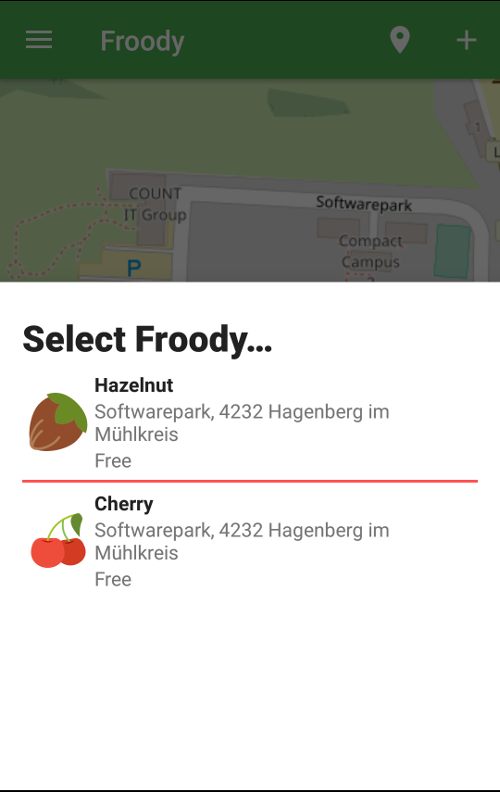 Froody
1
L
COUNT
IT Group
Softwarepark
Compact
Campus
P
Select Froody...
Hazelnut
Softwarepark, 4232 Hagenberg im
Mühlkreis
Free
Cherry
Softwarepark, 4232 Hagenberg im
Mühlkreis
Free